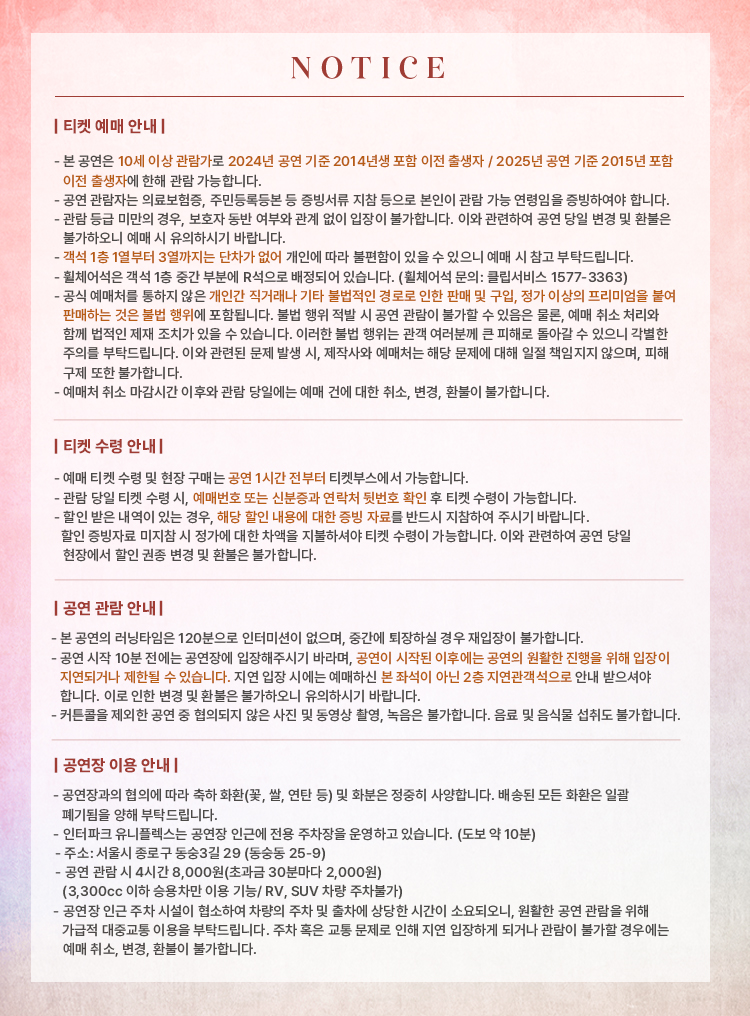 NOTICE
| 티켓 예매 안내 |
- 본 공연은 10세 이상 관람가로 2024년 공연 기준 2014년생 포함 이전 출생자 / 2025년 공연 기준 2015년 포함
이전 출생자에 한해 관람 가능합니다.
- 공연 관람자는 의료보험증, 주민등록등본 등 증빙서류 지참 등으로 본인이 관람 가능 연령임을 증빙하여야 합니다.
- 관람 등급 미만의 경우, 보호자 동반 여부와 관계 없이 입장이 불가합니다. 이와 관련하여 공연 당일 변경 및 환불은
불가하오니 예매 시 유의하시기 바랍니다.
- 객석 1층 1열부터 3열까지는 단차가 없어 개인에 따라 불편함이 있을 수 있으니 예매 시 참고 부탁드립니다.
- 휠체어석은 객석 1층 중간 부분에 R석으로 배정되어 있습니다. (휠체어석 문의: 클립서비스 1577-3363)
- 공식 예매처를 통하지 않은 개인간 직거래나 기타 불법적인 경로로 인한 판매 및 구입, 정가 이상의 프리미엄을 붙여
판매하는 것은 불법 행위에 포함됩니다. 불법 행위 적발 시 공연 관람이 불가할 수 있음은 물론, 예매 취소 처리와
함께 법적인 제재 조치가 있을 수 있습니다. 이러한 불법 행위는 관객 여러분께 큰 피해로 돌아갈 수 있으니 각별한
주의를 부탁드립니다. 이와 관련된 문제 발생 시, 제작사와 예매처는 해당 문제에 대해 일절 책임지지 않으며, 피해
구제 또한 불가합니다.
- 예매처 취소 마감시간 이후와 관람 당일에는 예매 건에 대한 취소, 변경, 환불이 불가합니다.
| 티켓 수령 안내 |
- 예매 티켓 수령 및 현장 구매는 공연 1시간 전부터 티켓부스에서 가능합니다.
- 관람 당일 티켓 수령 시, 예매번호 또는 신분증과 연락처 뒷번호 확인 후 티켓 수령이 가능합니다.
- 할인 받은 내역이 있는 경우, 해당 할인 내용에 대한 증빙 자료를 반드시 지참하여 주시기 바랍니다.
할인 증빙자료 미지참 시 정가에 대한 차액을 지불하셔야 티켓 수령이 가능합니다. 이와 관련하여 공연 당일
현장에서 할인 권종 변경 및 환불은 불가합니다.
| 공연 관람 안내 |
- 본 공연의 러닝타임은 120분으로 인터미션이 없으며, 중간에 퇴장하실 경우 재입장이 불가합니다.
- 공연 시작 10분 전에는 공연장에 입장해주시기 바라며, 공연이 시작된 이후에는 공연의 원활한 진행을 위해 입장이
지연되거나 제한될 수 있습니다. 지연 입장 시에는 예매하신 본 좌석이 아닌 2층 지연관객석으로 안내 받으셔야
합니다. 이로 인한 변경 및 환불은 불가하오니 유의하시기 바랍니다.
- 커튼콜을 제외한 공연 중 협의되지 않은 사진 및 동영상 촬영, 녹음은 불가합니다. 음료 및 음식물 섭취도 불가합니다.
| 공연장 이용 안내 |
- 공연장과의 협의에 따라 축하 화환(꽃, 쌀, 연탄 등) 및 화분은 정중히 사양합니다. 배송된 모든 화환은 일괄
폐기됨을 양해 부탁드립니다.
- 인터파크 유니플렉스는 공연장 인근에 전용 주차장을 운영하고 있습니다. (도보 약 10분)
- 주소: 서울시 종로구 동숭3길 29 (동숭동 25-9)
- 공연 관람 시 4시간 8,000원(초과금 30분마다 2,000원)
(3,300cc 이하 승용차만 이용 기능/ RV, SUV 차량 주차불가)
- 공연장 인근 주차 시설이 협소하여 차량의 주차 및 출차에 상당한 시간이 소요되오니, 원활한 공연 관람을 위해
가급적 대중교통 이용을 부탁드립니다. 주차 혹은 교통 문제로 인해 지연 입장하게 되거나 관람이 불가할 경우에는
예매 취소, 변경, 환불이 불가합니다.